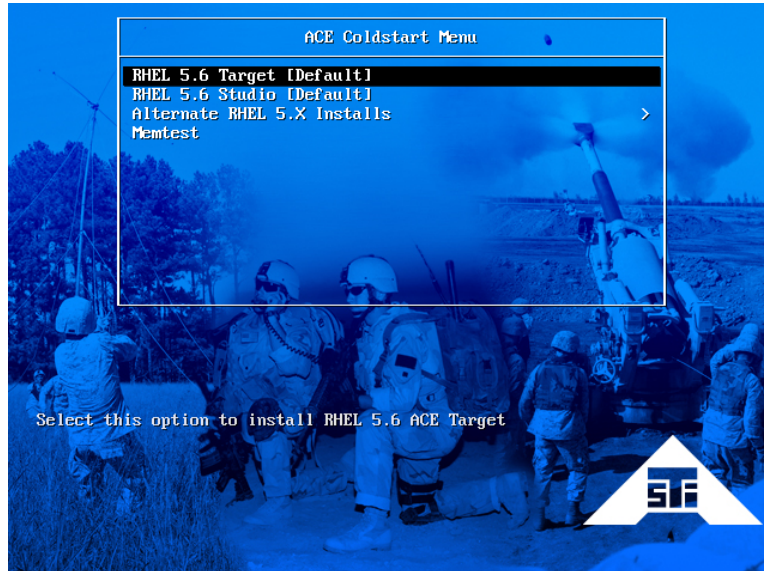 ACE Coldstart Menu
RHEL 5.6 Target [Default]
RHEL 5.6 Studio [Default]
Alternate RHEL 5.X Installs >
Memtest
Select this option to install RHEL 5.6 ACE Target
STi